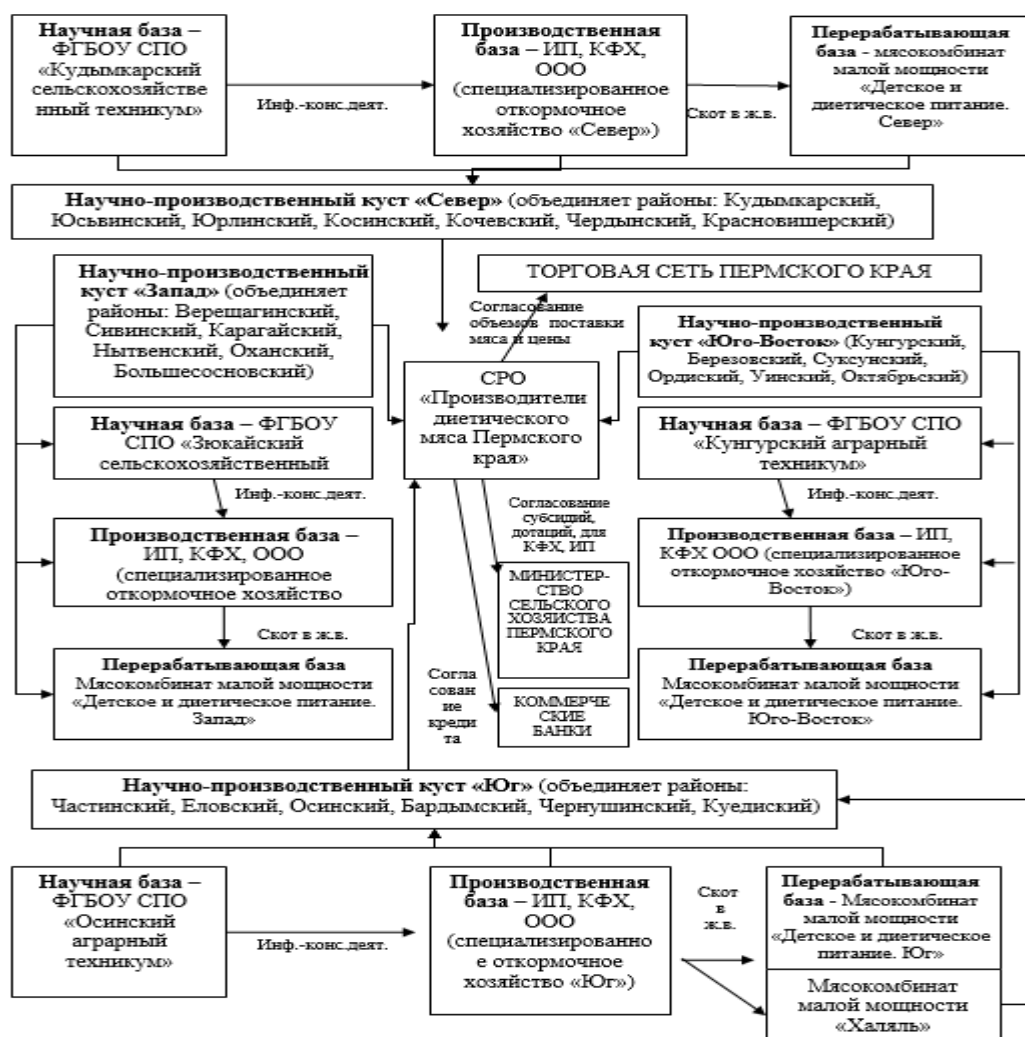 Научная база –
ФГБОУ СПО
«Кудымкарский
сельскохозяйстве
нный техникум»
Инф.-конс.деят.
Производственная
база – ИП, КФХ,
ООО
(специализированное
откормочное
хозяйство «Север»)
Скот в ж.в.
Перерабатывающая
база - мясокомбинат
малой мощности
«Детское и
диетическое питание.
Север»
Научно-производственный куст «Север» (объединяет районы: Кудымкарский,
Юсьвинский, Юрлинский, Косинский, Кочевский, Чердынский, Красновишерский)
Научно-производственный
куст «Запад» (объединяет
районы: Верещагинский,
Сивинский, Карагайский,
Нытвенский, Оханский,
Большесосновский)
ТОРГОВАЯ СЕТЬ ПЕРМСКОГО КРАЯ
Согласование
объемов поставки
мяса и цены
Научно-производственный
куст «Юго-Восток» (Кунгурский,
Березовский, Суксунский,
Ордиский, Уинский, Октябрьский)
СРО
«Производители
диетического
мяса Пермского
края»
Научная база – ФГБОУ
СПО «Зюкайский
сельскохозяйственный
Инф.-конс.деят.
Производственная база –
ИП, КФХ, ООО
(специализированное
откормочное хозяйство
Скот в ж.в.
Перерабатывающая база
Мясокомбинат малой мощности
«Детское и диетическое питание.
Запад»
Согласование
субсидий,
дотаций, для
КФХ, ИП
МИНИСТЕР-
СТВО
СЕЛЬСКОГО
ХОЗЯЙСТВА
ПЕРМСКОГО
КРАЯ
Согла
сован
ие
креди
та
КОММЕРЧЕ
СКИЕ
БАНКИ
Научная база – ФГБОУ СПО
«Кунгурский аграрный
техникум»
Инф.-конс.деят.
Производственная база – ИП,
КФХ ООО (специализированное
откормочное хозяйство «Юго-
Восток»)
Скот в ж.в.
Перерабатывающая база
Мясокомбинат малой мощности
«Детское и диетическое питание.
Юго-Восток»
Научно-производственный куст «Юг» (объединяет районы:
Частинский, Еловский, Осинский, Бардымский, Чернушинский, Куедиский)
Научная база –
ФГБОУ СПО
«Осинский
аграрный
техникум»
Инф.-конс.деят.
Производственная
база – ИП, КФХ,
ООО
(специализированно
е откормочное
хозяйство «Юг»)
Скот
в
ж.в.
Перерабатывающая
база - Мясокомбинат
малой мощности
«Детское и диетическое
питание. Юг»
Мясокомбинат
малой мощности
«Халяль»